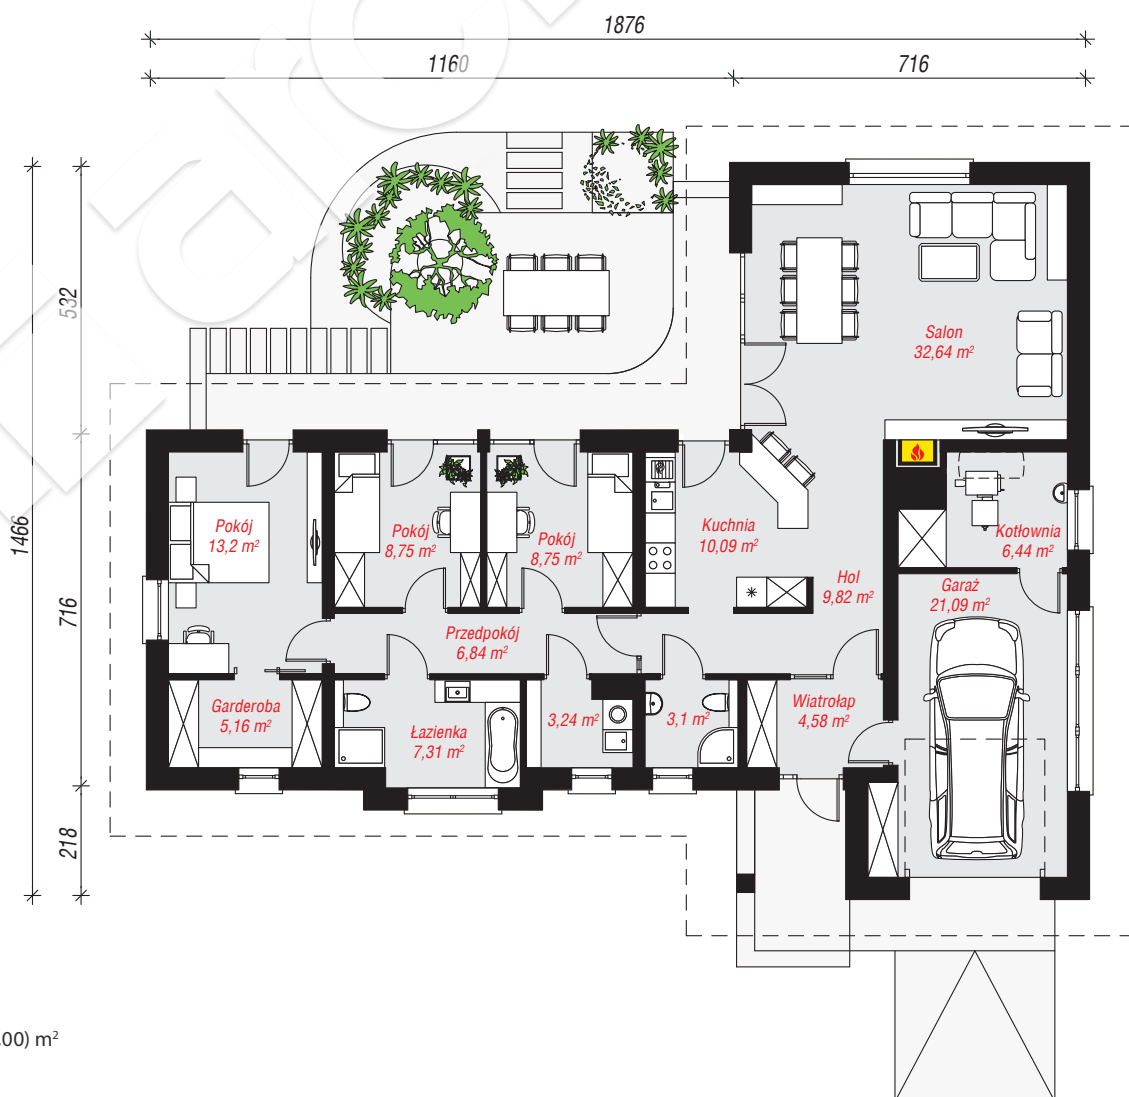 1876
1160
716
532
1466
716
218
Salon
32,64 m²
Pokój
13,2 m²
Pokój
8,75 m²
Pokój
8,75 m²
Kuchnia
10,09 m²
Kotłownia
6,44 m²
Hol
9,82 m²
Garaż
21,09 m²
Przedpokój
6,84 m²
Garderoba
5,16 m²
Łazienka
7,31 m²
3,24 m²
3,1 m²
Wiatrołap
4,58 m²
,00) m²